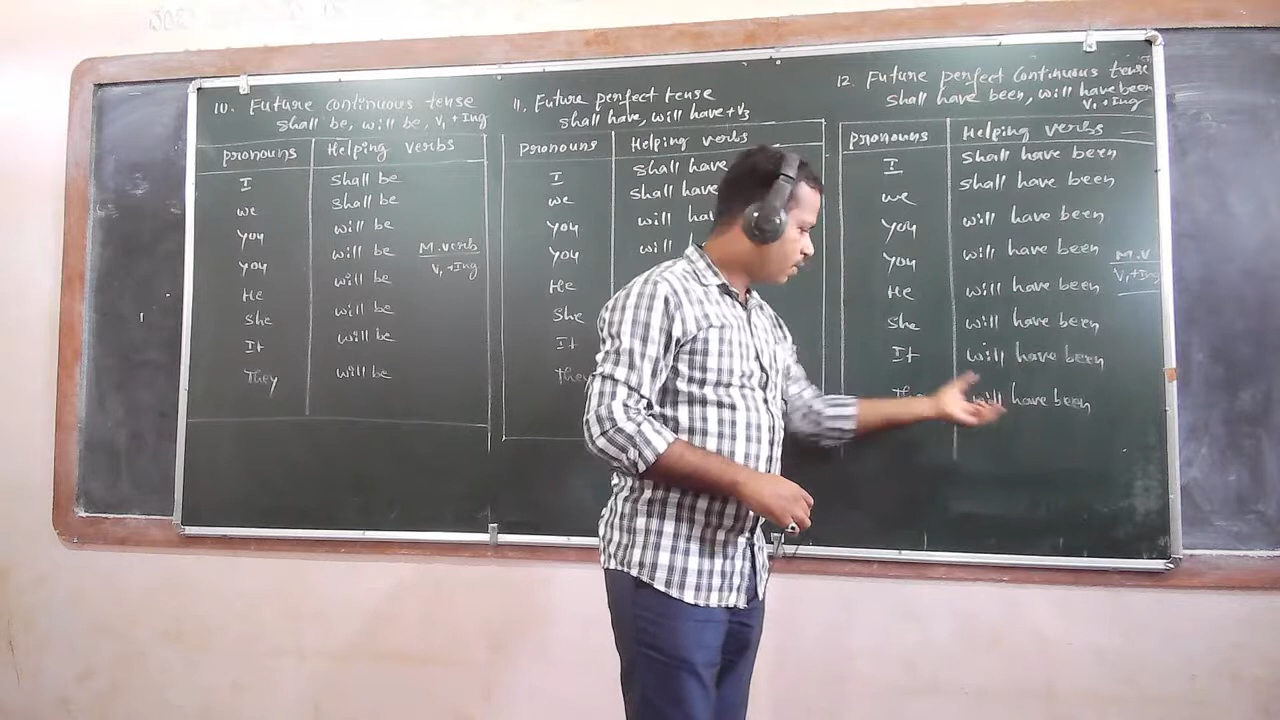 10. Future continuous tense
shall be, will be, V1 + Ing
Pronouns Helping verbs
I shall be
we shall be
you will be
you will be M.verb
V1 + Ing
He will be
She will be
It will be
They will be
11. Future perfect tense
shall have, will have + V3
Pronouns Helping verbs
I shall have
we shall have
you will
you will
He
She
It
They
12. Future perfect Continuous tense
shall have been, will have been
V1 + Ing
Pronouns Helping verbs
I shall have been
we shall have been
you will have been
you will have been M.V
V1 + Ing
He will have been
She will have been
It will have been
will have been